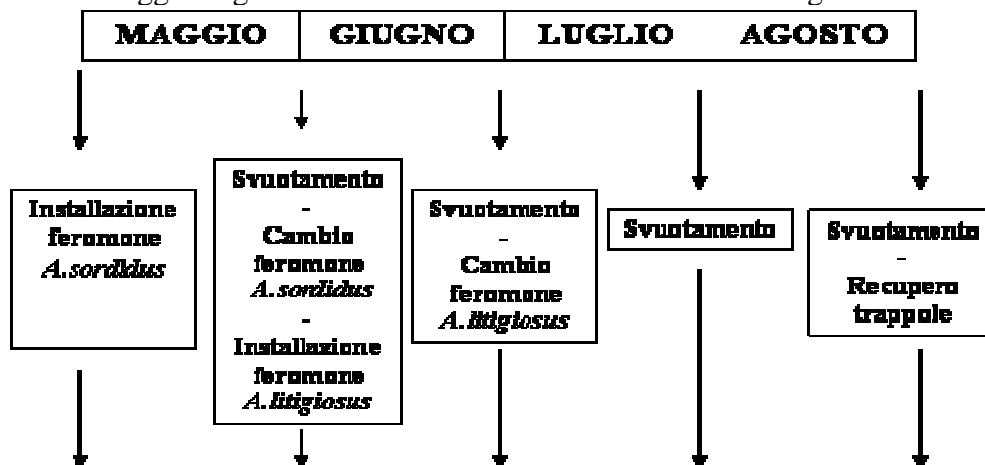 MAGGIO GIUGNO LUGLIO AGOSTO
Installazione
feromone
A.sordidus
Svuotamento
-
Cambio
feromone
A.sordidus
-
Installazione
feromone
A.litigiosus
Svuotamento
-
Cambio
feromone
A.litigiosus
Svuotamento
Svuotamento
-
Recupero
trappole